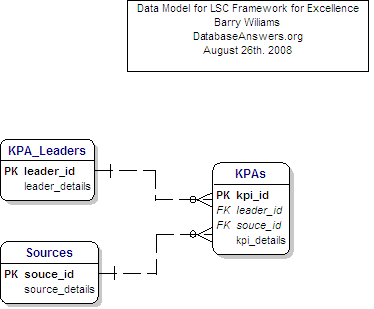 Data Model for LSC Framework for Excellence
Barry Wiliams
DatabaseAnswers.org
August 26th. 2008
KPA_Leaders
PK leader_id
leader_details
KPAs
PK kpi_id
FK leader_id
FK souce_id
kpi_details
Sources
PK souce_id
source_details